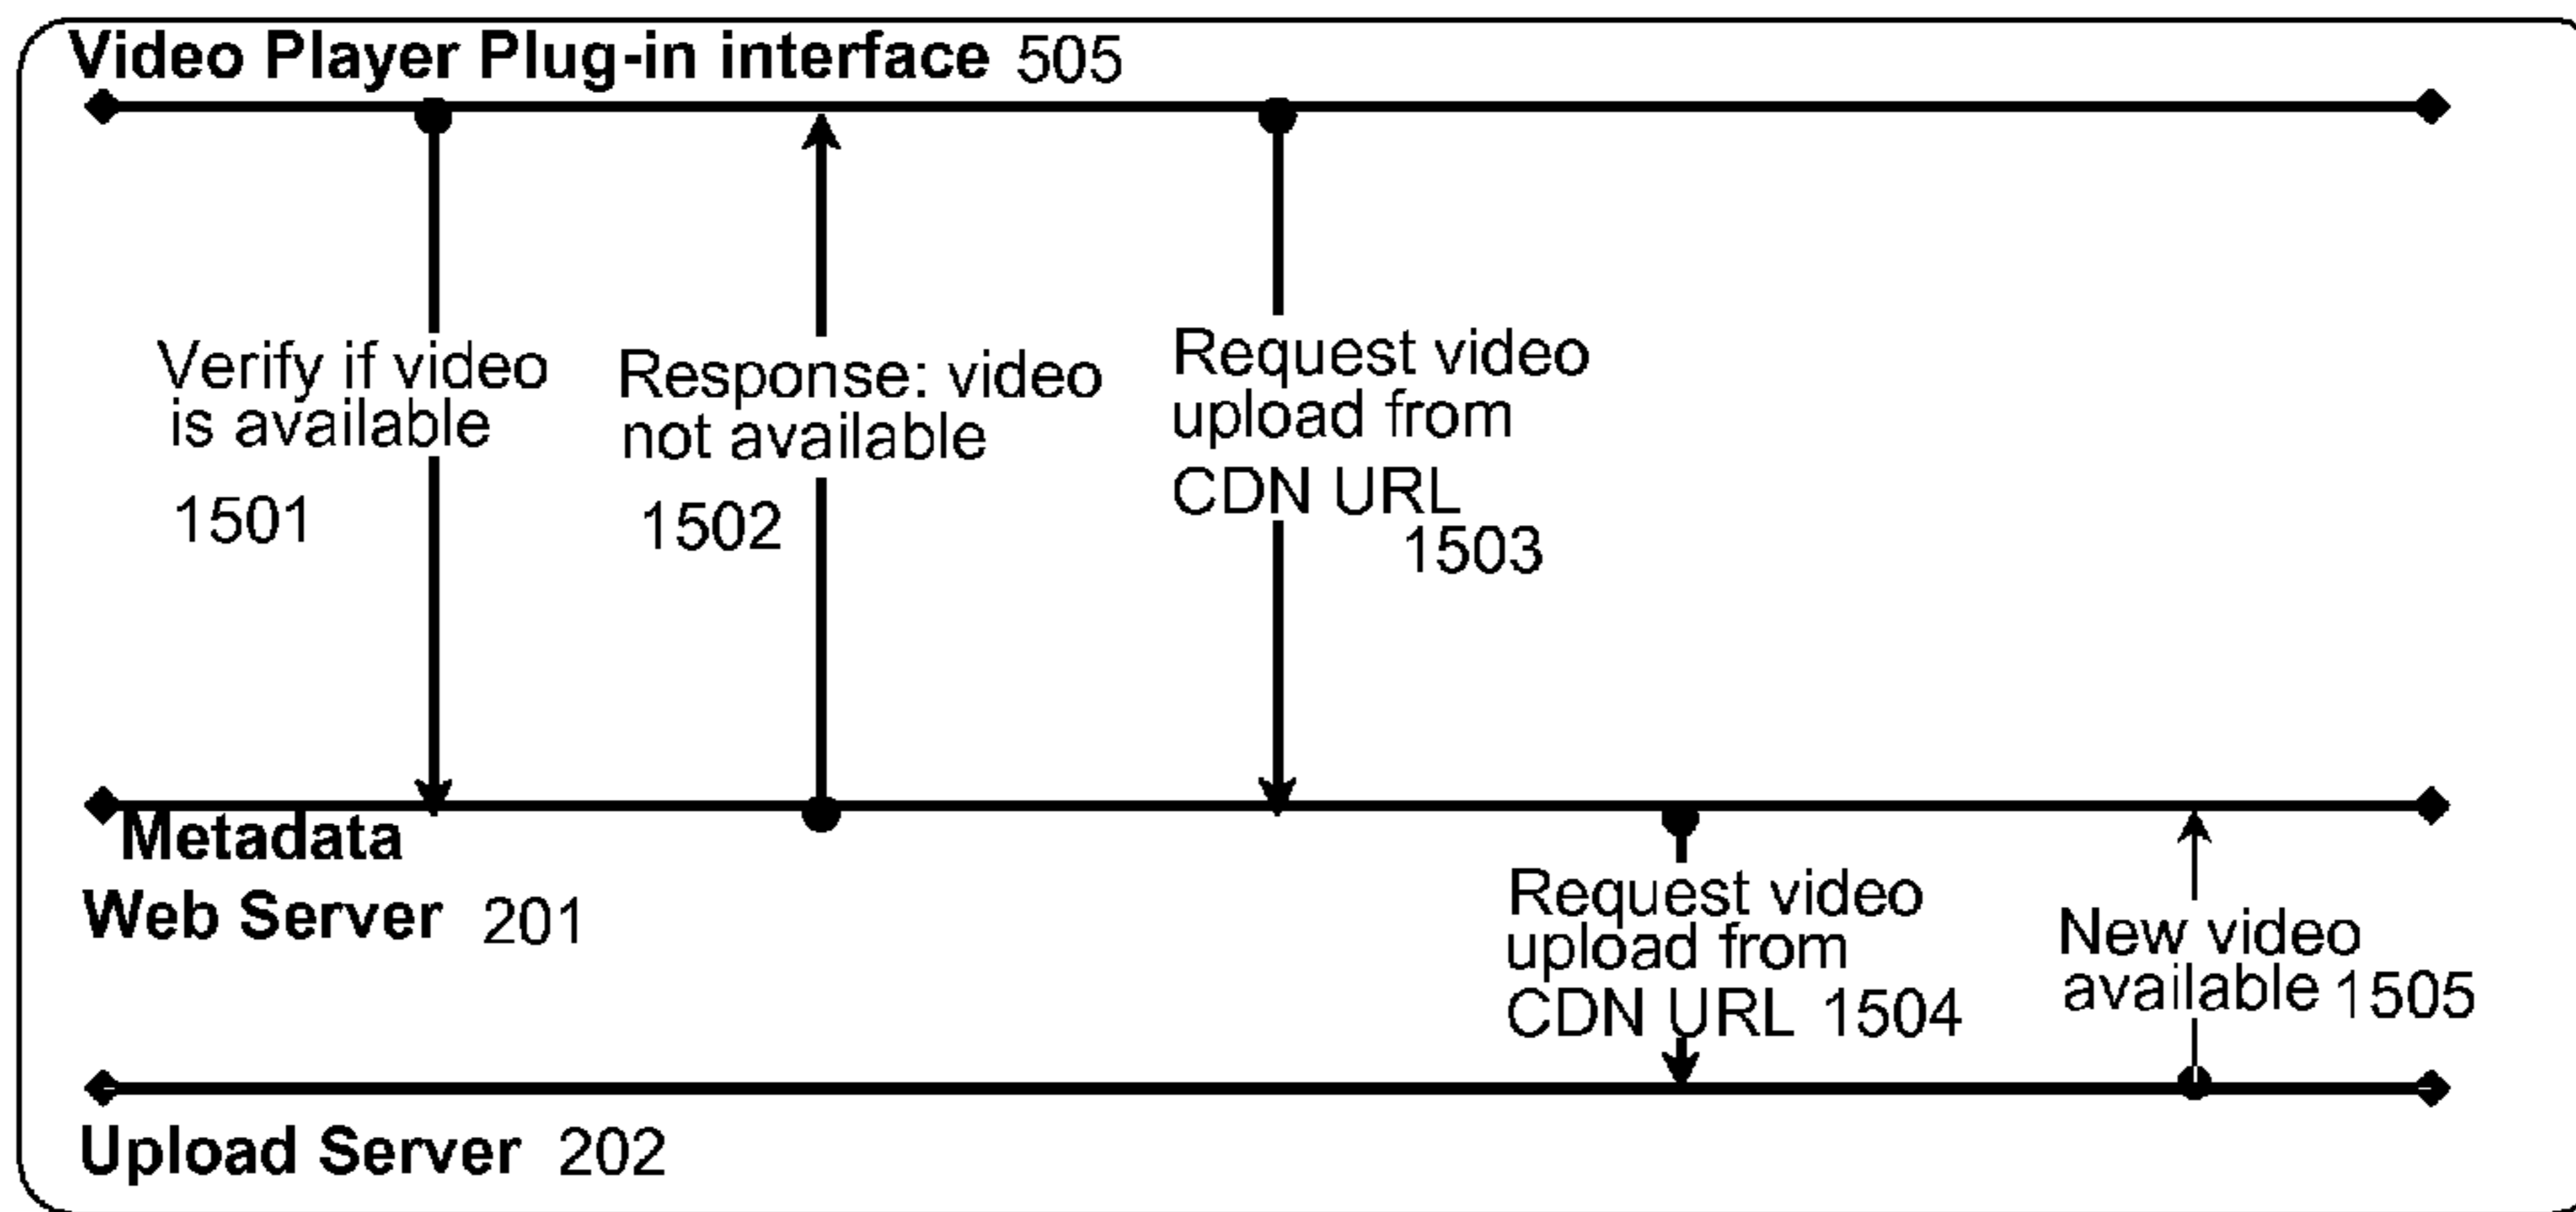 Video Player Plug-in interface 505
Verify if video
is available
1501
Response: video
not available
1502
Request video
upload from
CDN URL
1503
Metadata
Web Server 201
Request video
upload from
CDN URL 1504
New video
available 1505
Upload Server 202